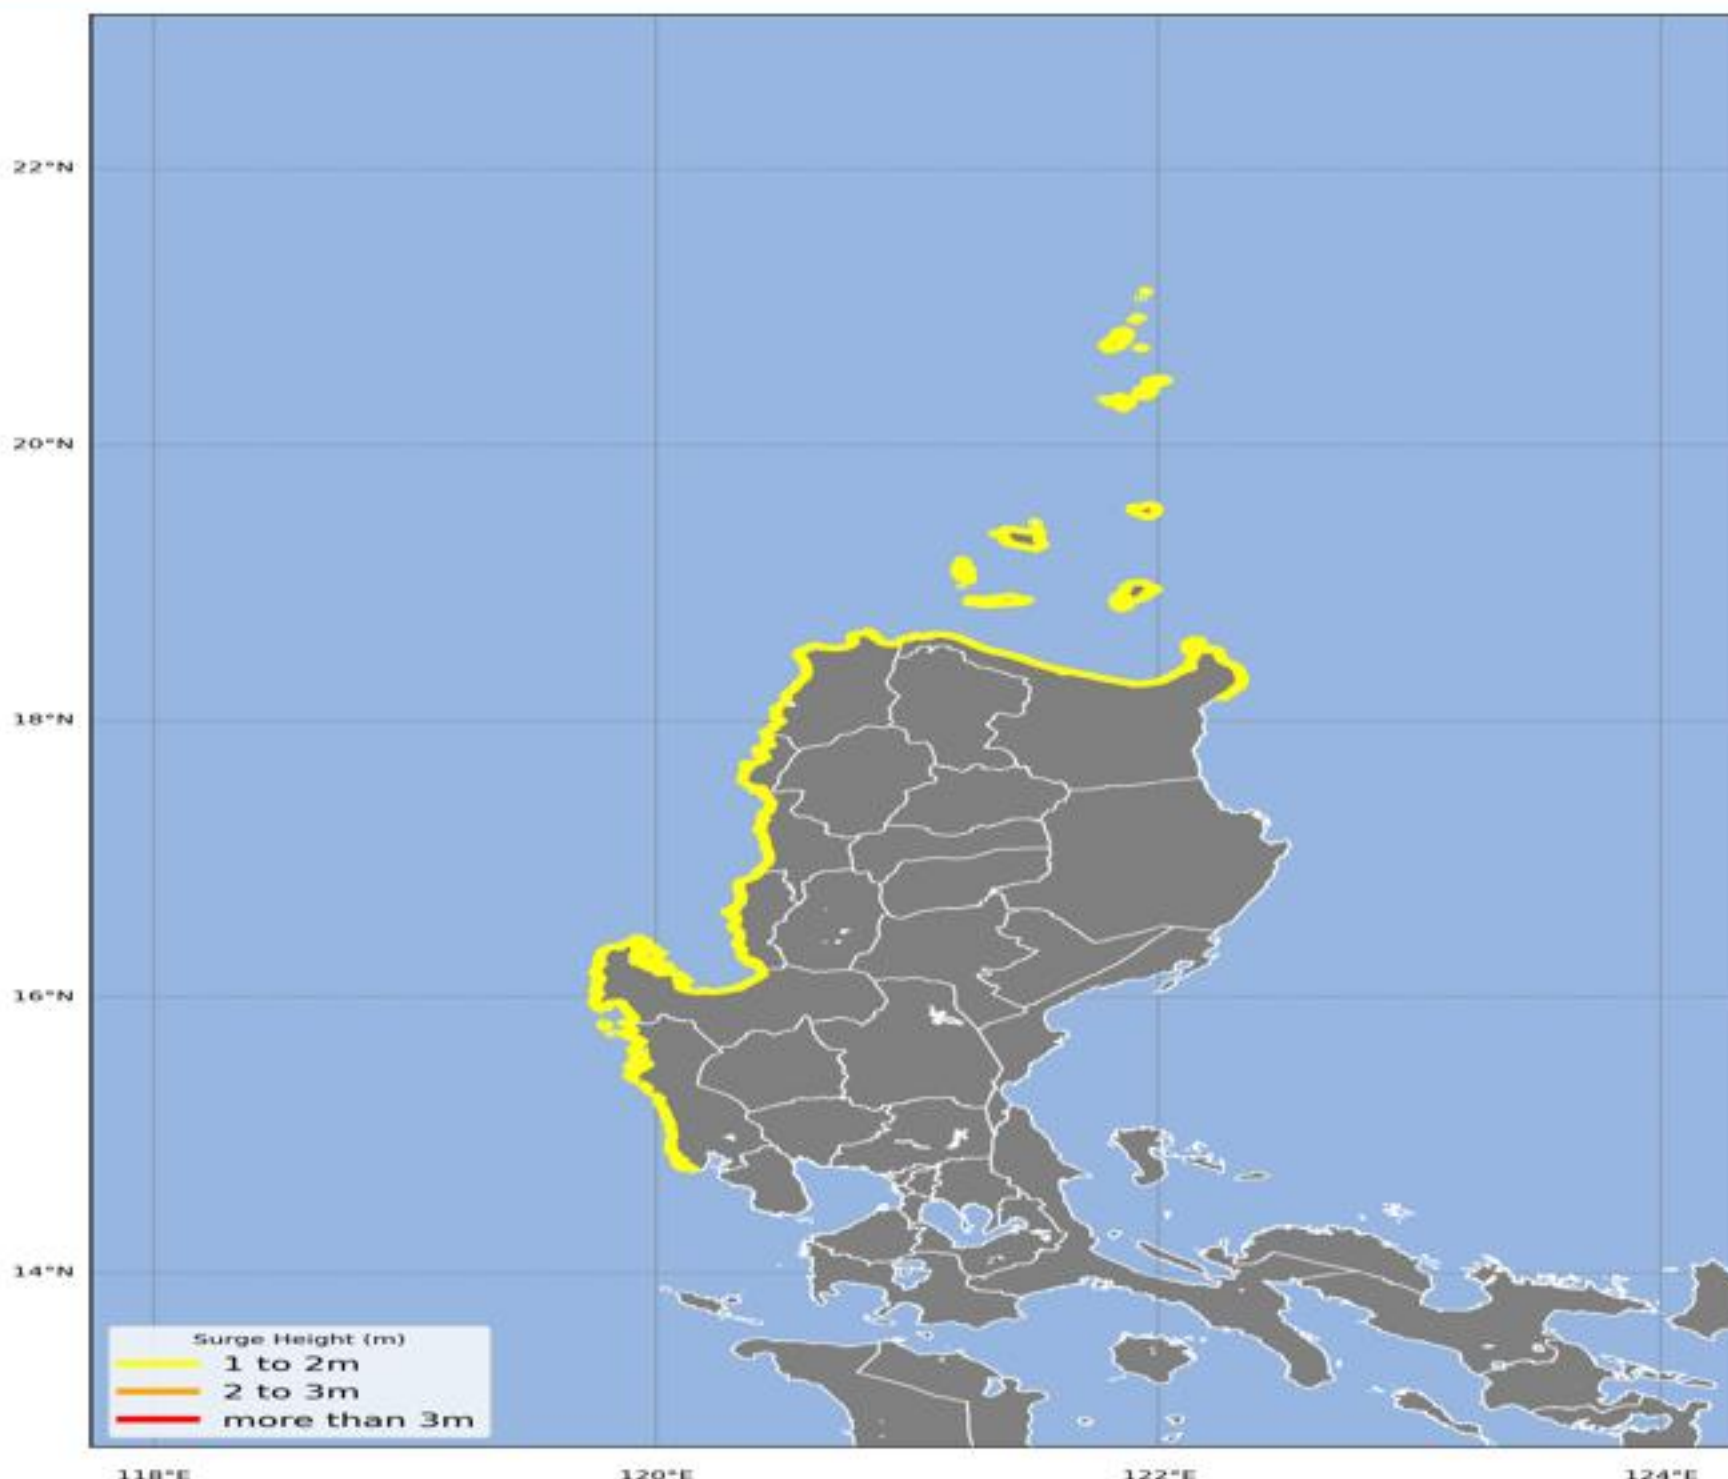 22°N
20°N
18°N
16°N
14°N
Surge Height (m)
1 to 2m
2 to 3m
more than 3m
118°E 120°E 122°E 124°E